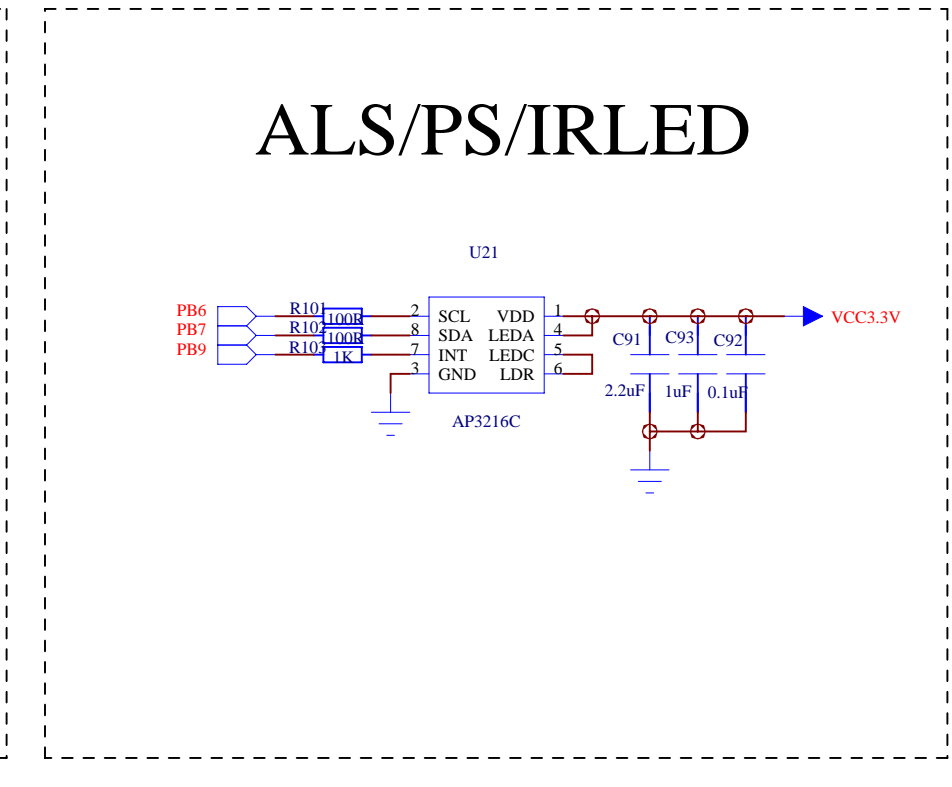 ALS/PS/IRLED
U21
PB6 R101 100R 2 SCL VDD 1 VCC3.3V
PB7 R102 100R 8 SDA LEDA 4 C91 C93 C92
PB9 R103 1K 7 INT LEDC 5
3 GND LDR 6
2.2uF 1uF 0.1uF
AP3216C